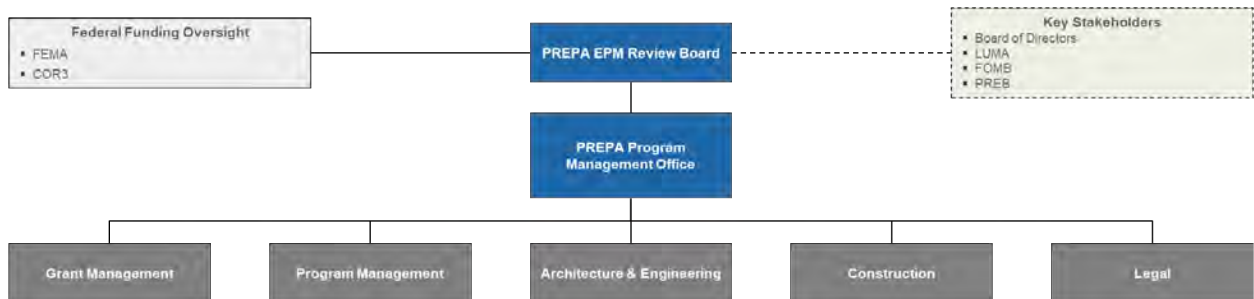 Federal Funding Oversight
▪ FEMA
▪ COR3
PREPA EPM Review Board
Key Stakeholders
▪ Board of Directors
▪ LUMA
▪ FOMB
▪ PREB
PREPA Program
Management Office
Grant Management
Program Management
Architecture & Engineering
Construction
Legal